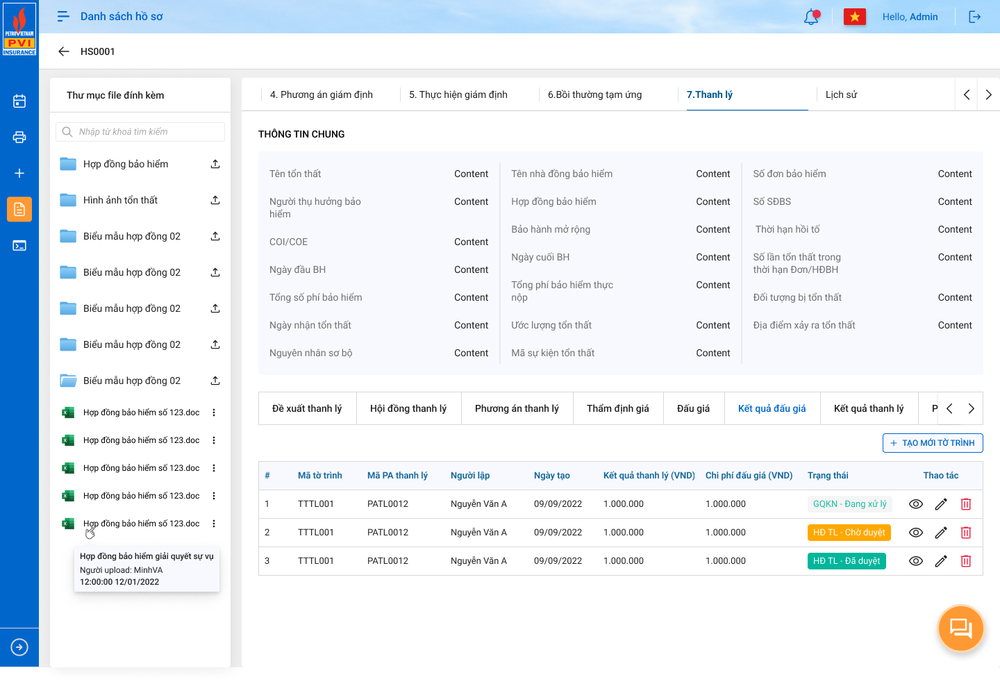 PETROVIETNAM
PVI
INSURANCE
Danh sách hồ sơ
Hello, Admin
HS0001
Thư mục file đính kèm
Nhập từ khoá tìm kiếm
Hợp đồng bảo hiểm
Hình ảnh tổn thất
Biểu mẫu hợp đồng 02
Biểu mẫu hợp đồng 02
Biểu mẫu hợp đồng 02
Biểu mẫu hợp đồng 02
Biểu mẫu hợp đồng 02
Hợp đồng bảo hiểm số 123.doc
Hợp đồng bảo hiểm số 123.doc
Hợp đồng bảo hiểm số 123.doc
Hợp đồng bảo hiểm số 123.doc
Hợp đồng bảo hiểm số 123.doc
Hợp đồng bảo hiểm giải quyết sự vụ
Người upload: MinhVA
12:00:00 12/01/2022
4. Phương án giám định 5. Thực hiện giám định 6.Bồi thường tạm ứng 7.Thanh lý Lịch sử
THÔNG TIN CHUNG
Tên tổn thất Content
Người thụ hưởng bảo Content
hiểm
COI/COE Content
Ngày đầu BH Content
Tổng số phí bảo hiểm Content
Ngày nhận tổn thất Content
Nguyên nhân sơ bộ Content
Tên nhà đồng bảo hiểm Content
Hợp đồng bảo hiểm Content
Bảo hành mở rộng Content
Ngày cuối BH Content
Tổng phí bảo hiểm thực Content
nộp
Ước lượng tổn thất Content
Mã sự kiện tổn thất Content
Số đơn bảo hiểm Content
Số SĐBS Content
Thời hạn hồi tố Content
Số lần tổn thất trong Content
thời hạn Đơn/HĐBH
Đối tượng bị tổn thất Content
Địa điểm xảy ra tổn thất Content
Đề xuất thanh lý Hội đồng thanh lý Phương án thanh lý Thẩm định giá Đấu giá Kết quả đấu giá Kết quả thanh lý P
TẠO MỚI TỜ TRÌNH
# Mã tờ trình Mã PA thanh lý Người lập Ngày tạo Kết quả thanh lý (VND) Chi phí đấu giá (VND) Trạng thái Thao tác
1 TTTL001 PATL0012 Nguyễn Văn A 09/09/2022 1.000.000 1.000.000 GQKN - Đang xử lý
2 TTTL001 PATL0012 Nguyễn Văn A 09/09/2022 1.000.000 1.000.000 HĐ TL - Chờ duyệt
3 TTTL001 PATL0012 Nguyễn Văn A 09/09/2022 1.000.000 1.000.000 HĐ TL - Đã duyệt